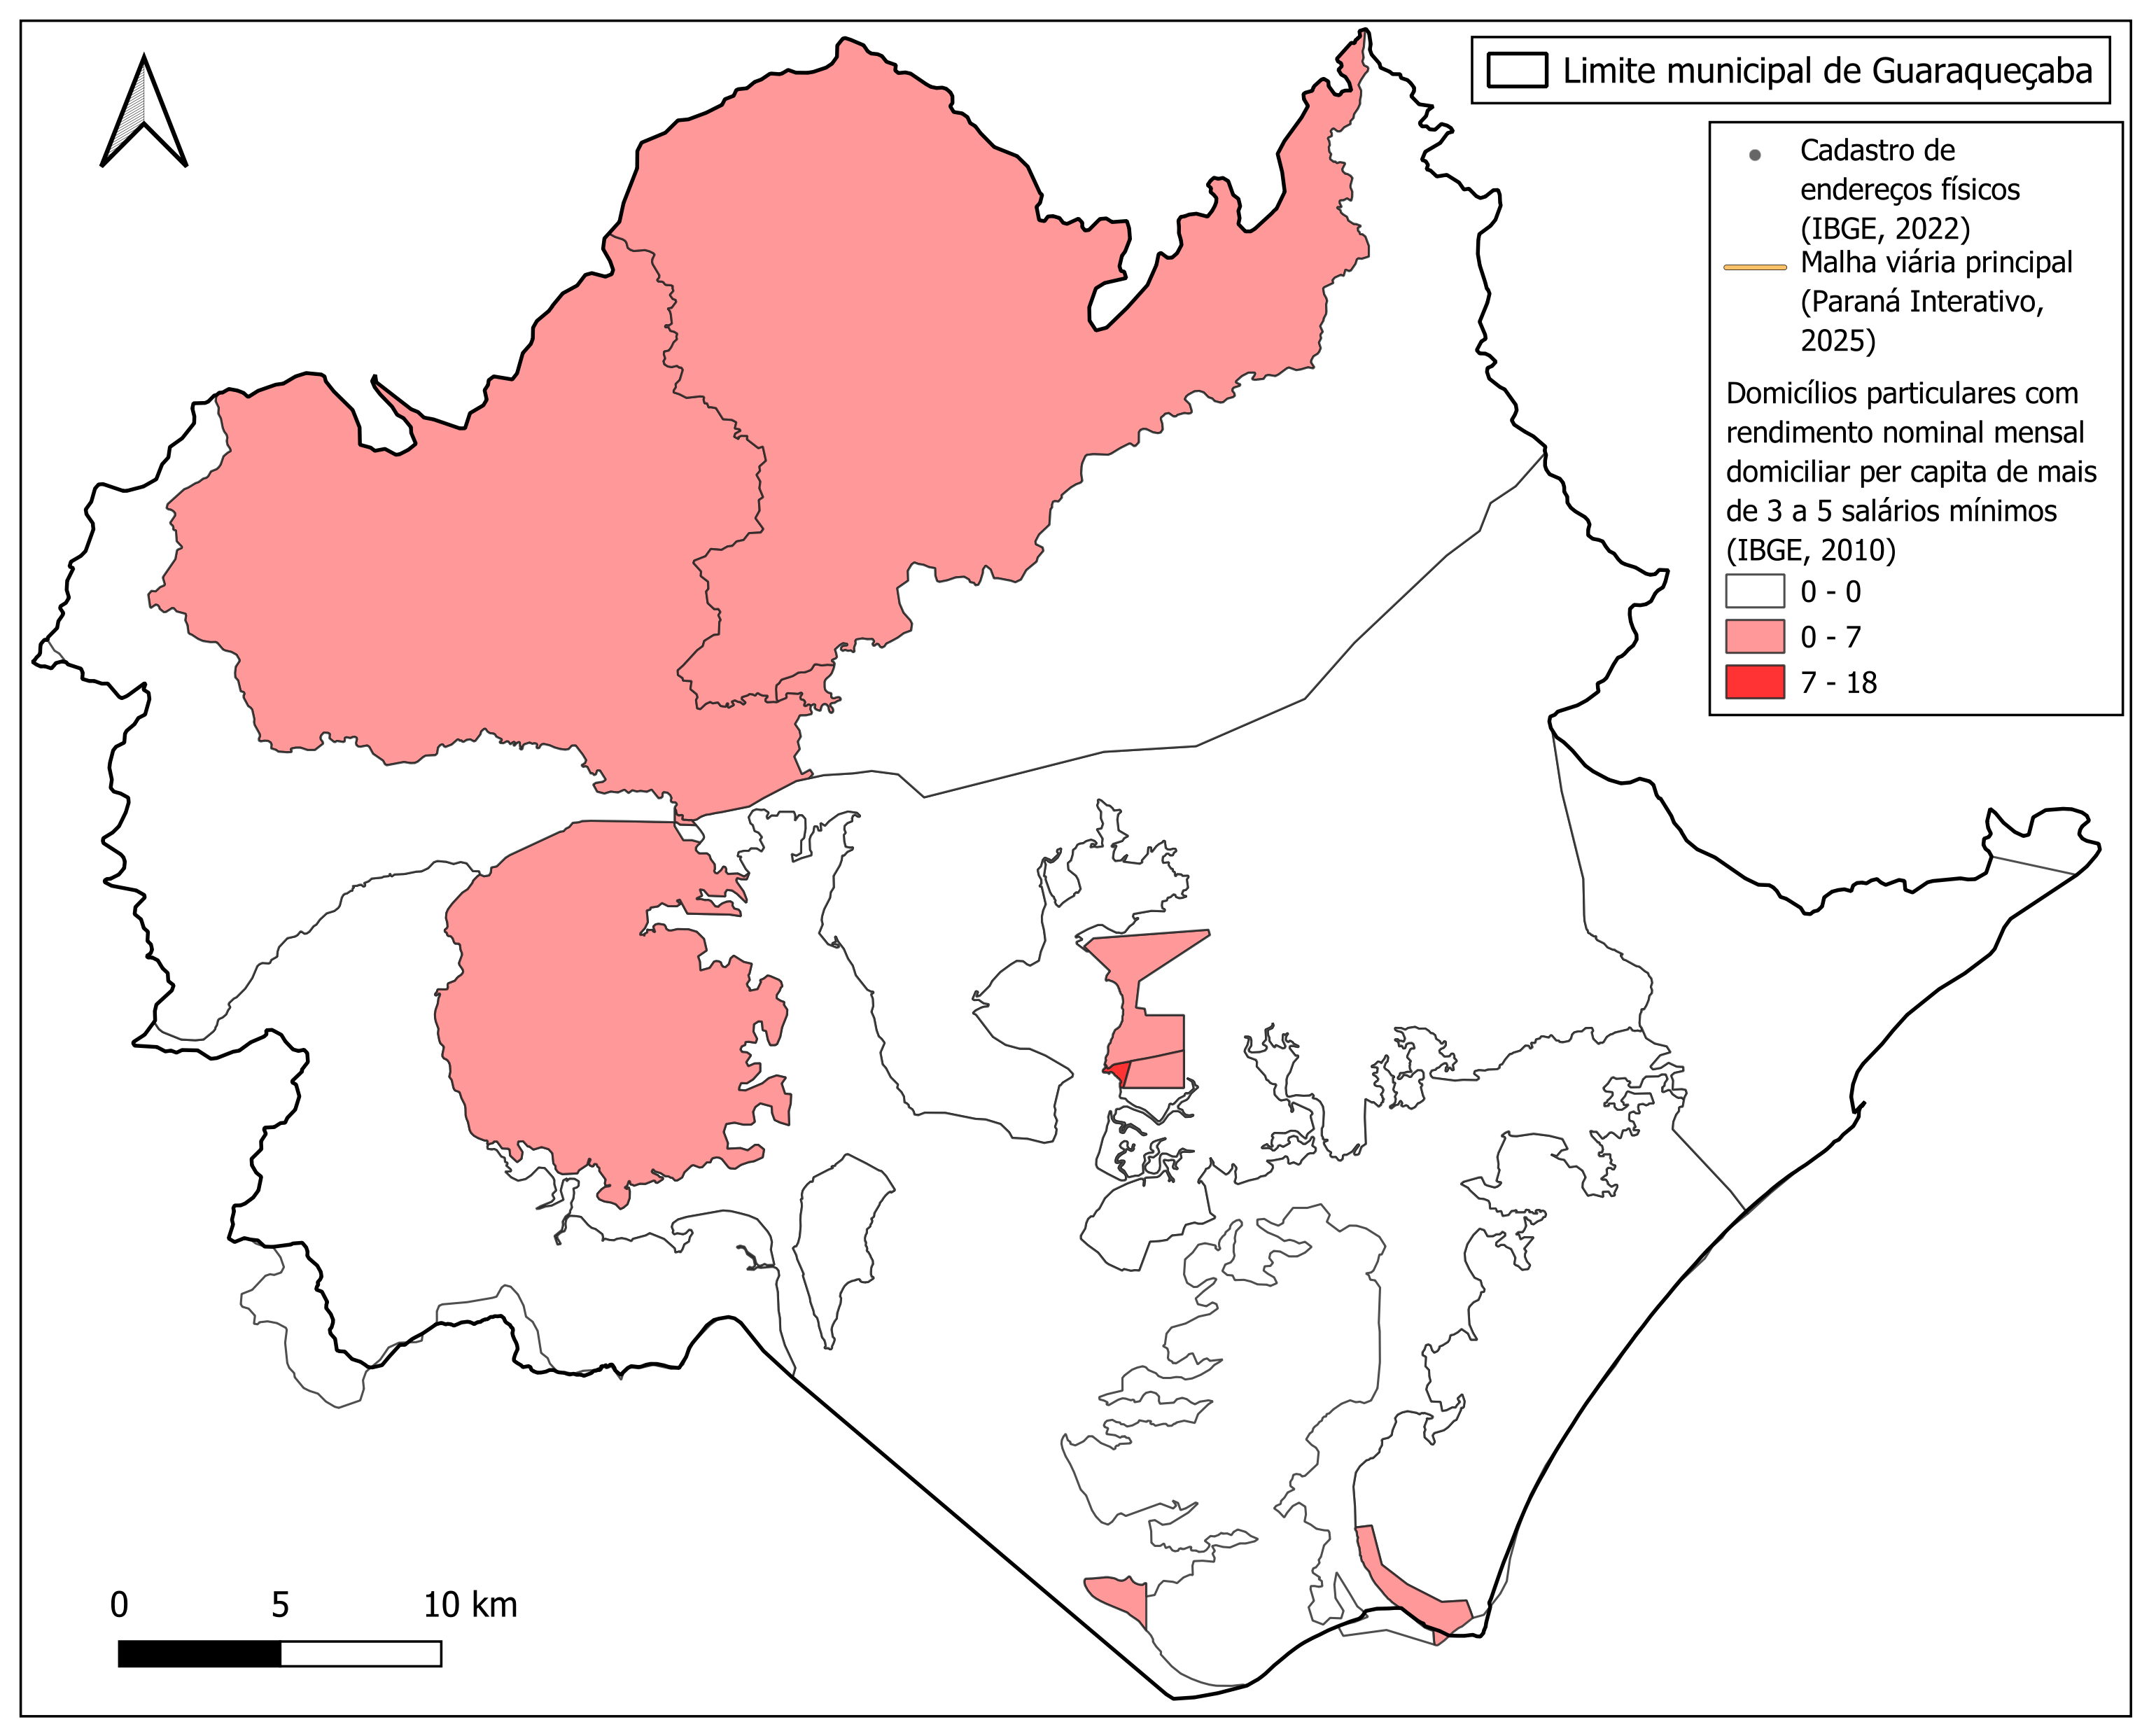 Limite municipal de Guaraqueçaba
Cadastro de
endereços físicos
(IBGE, 2022)
Malha viária principal
(Paraná Interativo,
2025)
Domicílios particulares com
rendimento nominal mensal
domiciliar per capita de mais
de 3 a 5 salários mínimos
(IBGE, 2010)
0 - 0
0 - 7
7 - 18
0 5 10 km